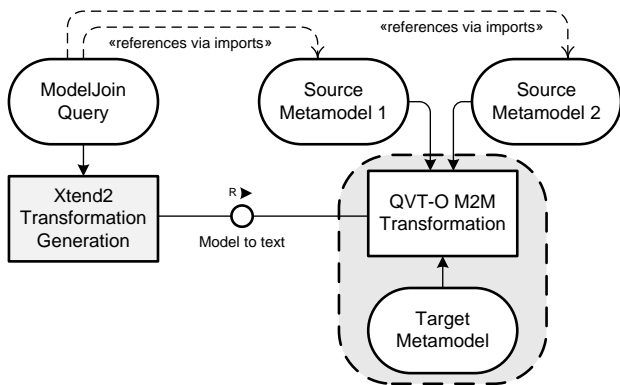 «references via imports»
«references via imports»
ModelJoin
Query
Source
Metamodel 1
Source
Metamodel 2
Xtend2
Transformation
Generation
R
Model to text
QVT-O M2M
Transformation
Target
Metamodel